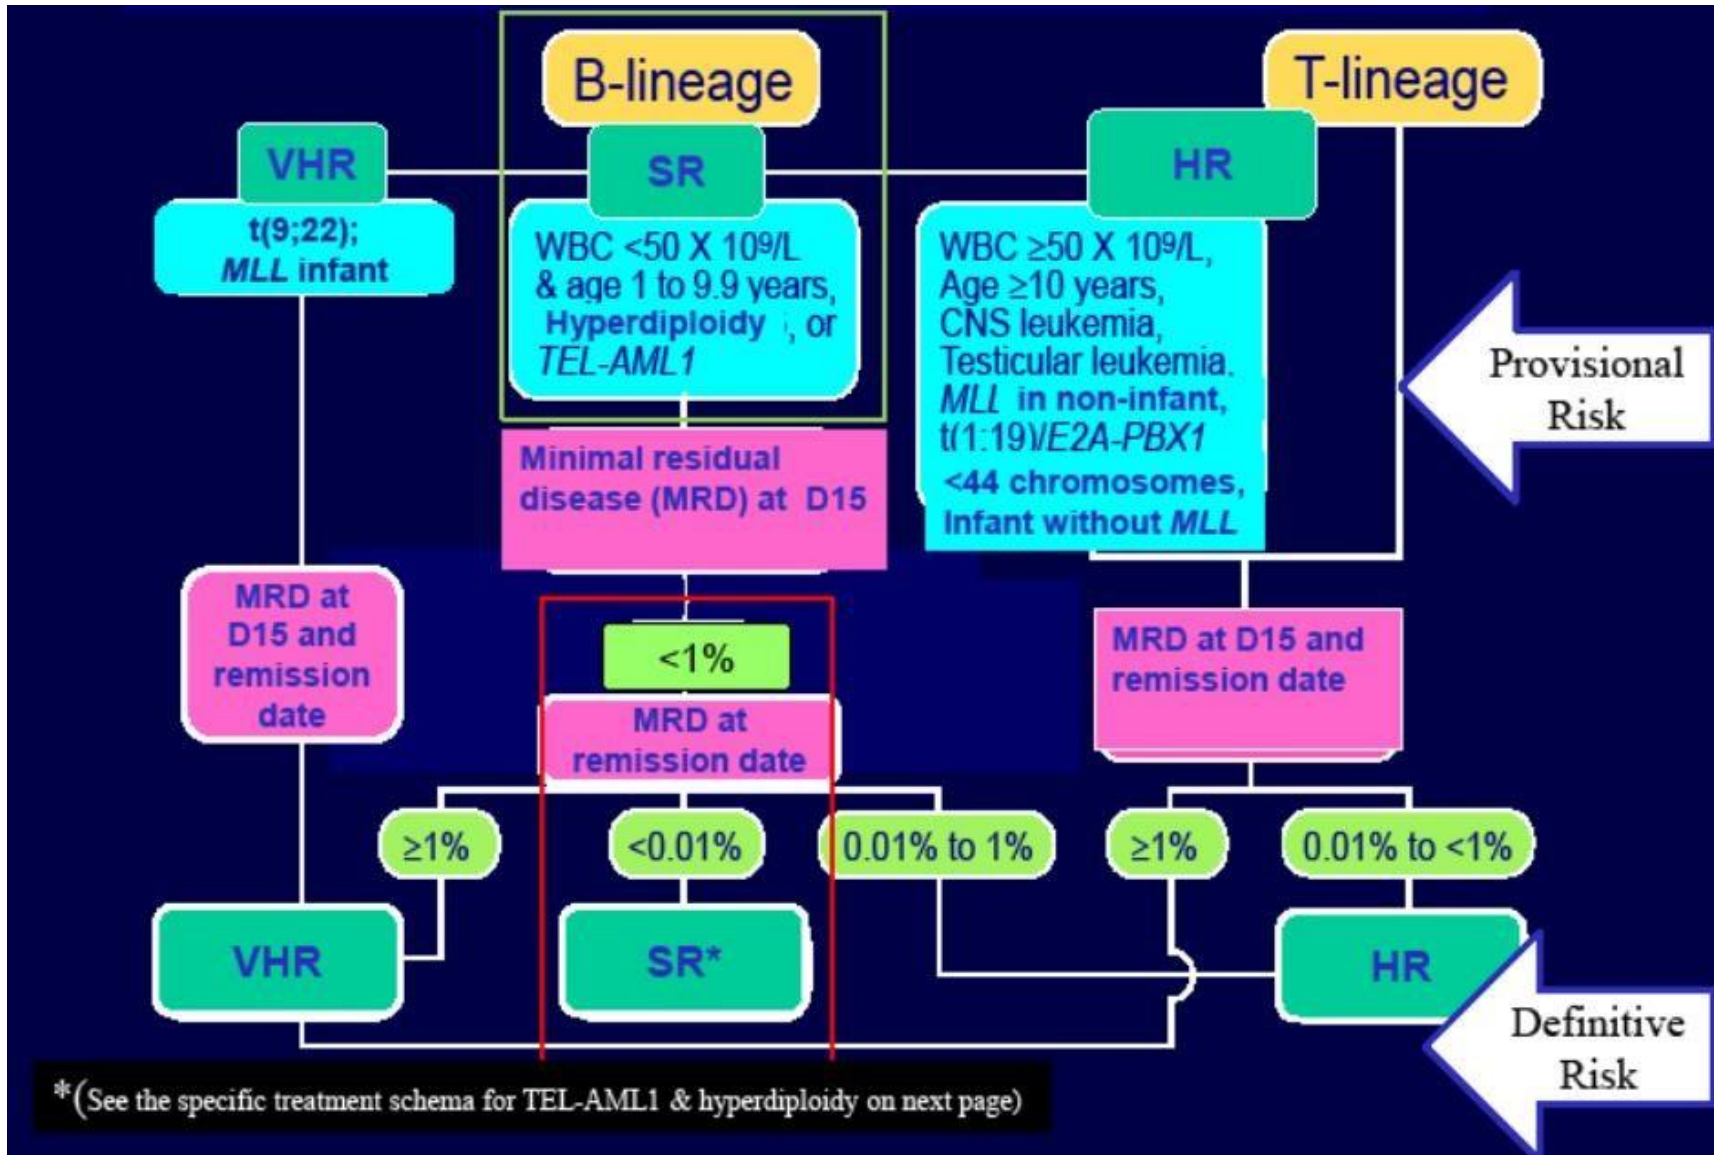 B-lineage
T-lineage
VHR
SR
HR
t(9;22);
MLL infant
WBC <50 X 10⁹/L
& age 1 to 9.9 years,
Hyperdiploidy , or
TEL-AML1
WBC ≥50 X 10⁹/L,
Age ≥10 years,
CNS leukemia,
Testicular leukemia.
MLL in non-infant,
t(1:19)/E2A-PBX1
<44 chromosomes,
Infant without MLL
Provisional
Risk
Minimal residual
disease (MRD) at D15
MRD at
D15 and
remission
date
<1%
MRD at
remission date
MRD at D15 and
remission date
≥1%
<0.01%
0.01% to 1%
≥1%
0.01% to <1%
VHR
SR*
HR
Definitive
Risk
*(See the specific treatment schema for TEL-AML1 & hyperdiploidy on next page)